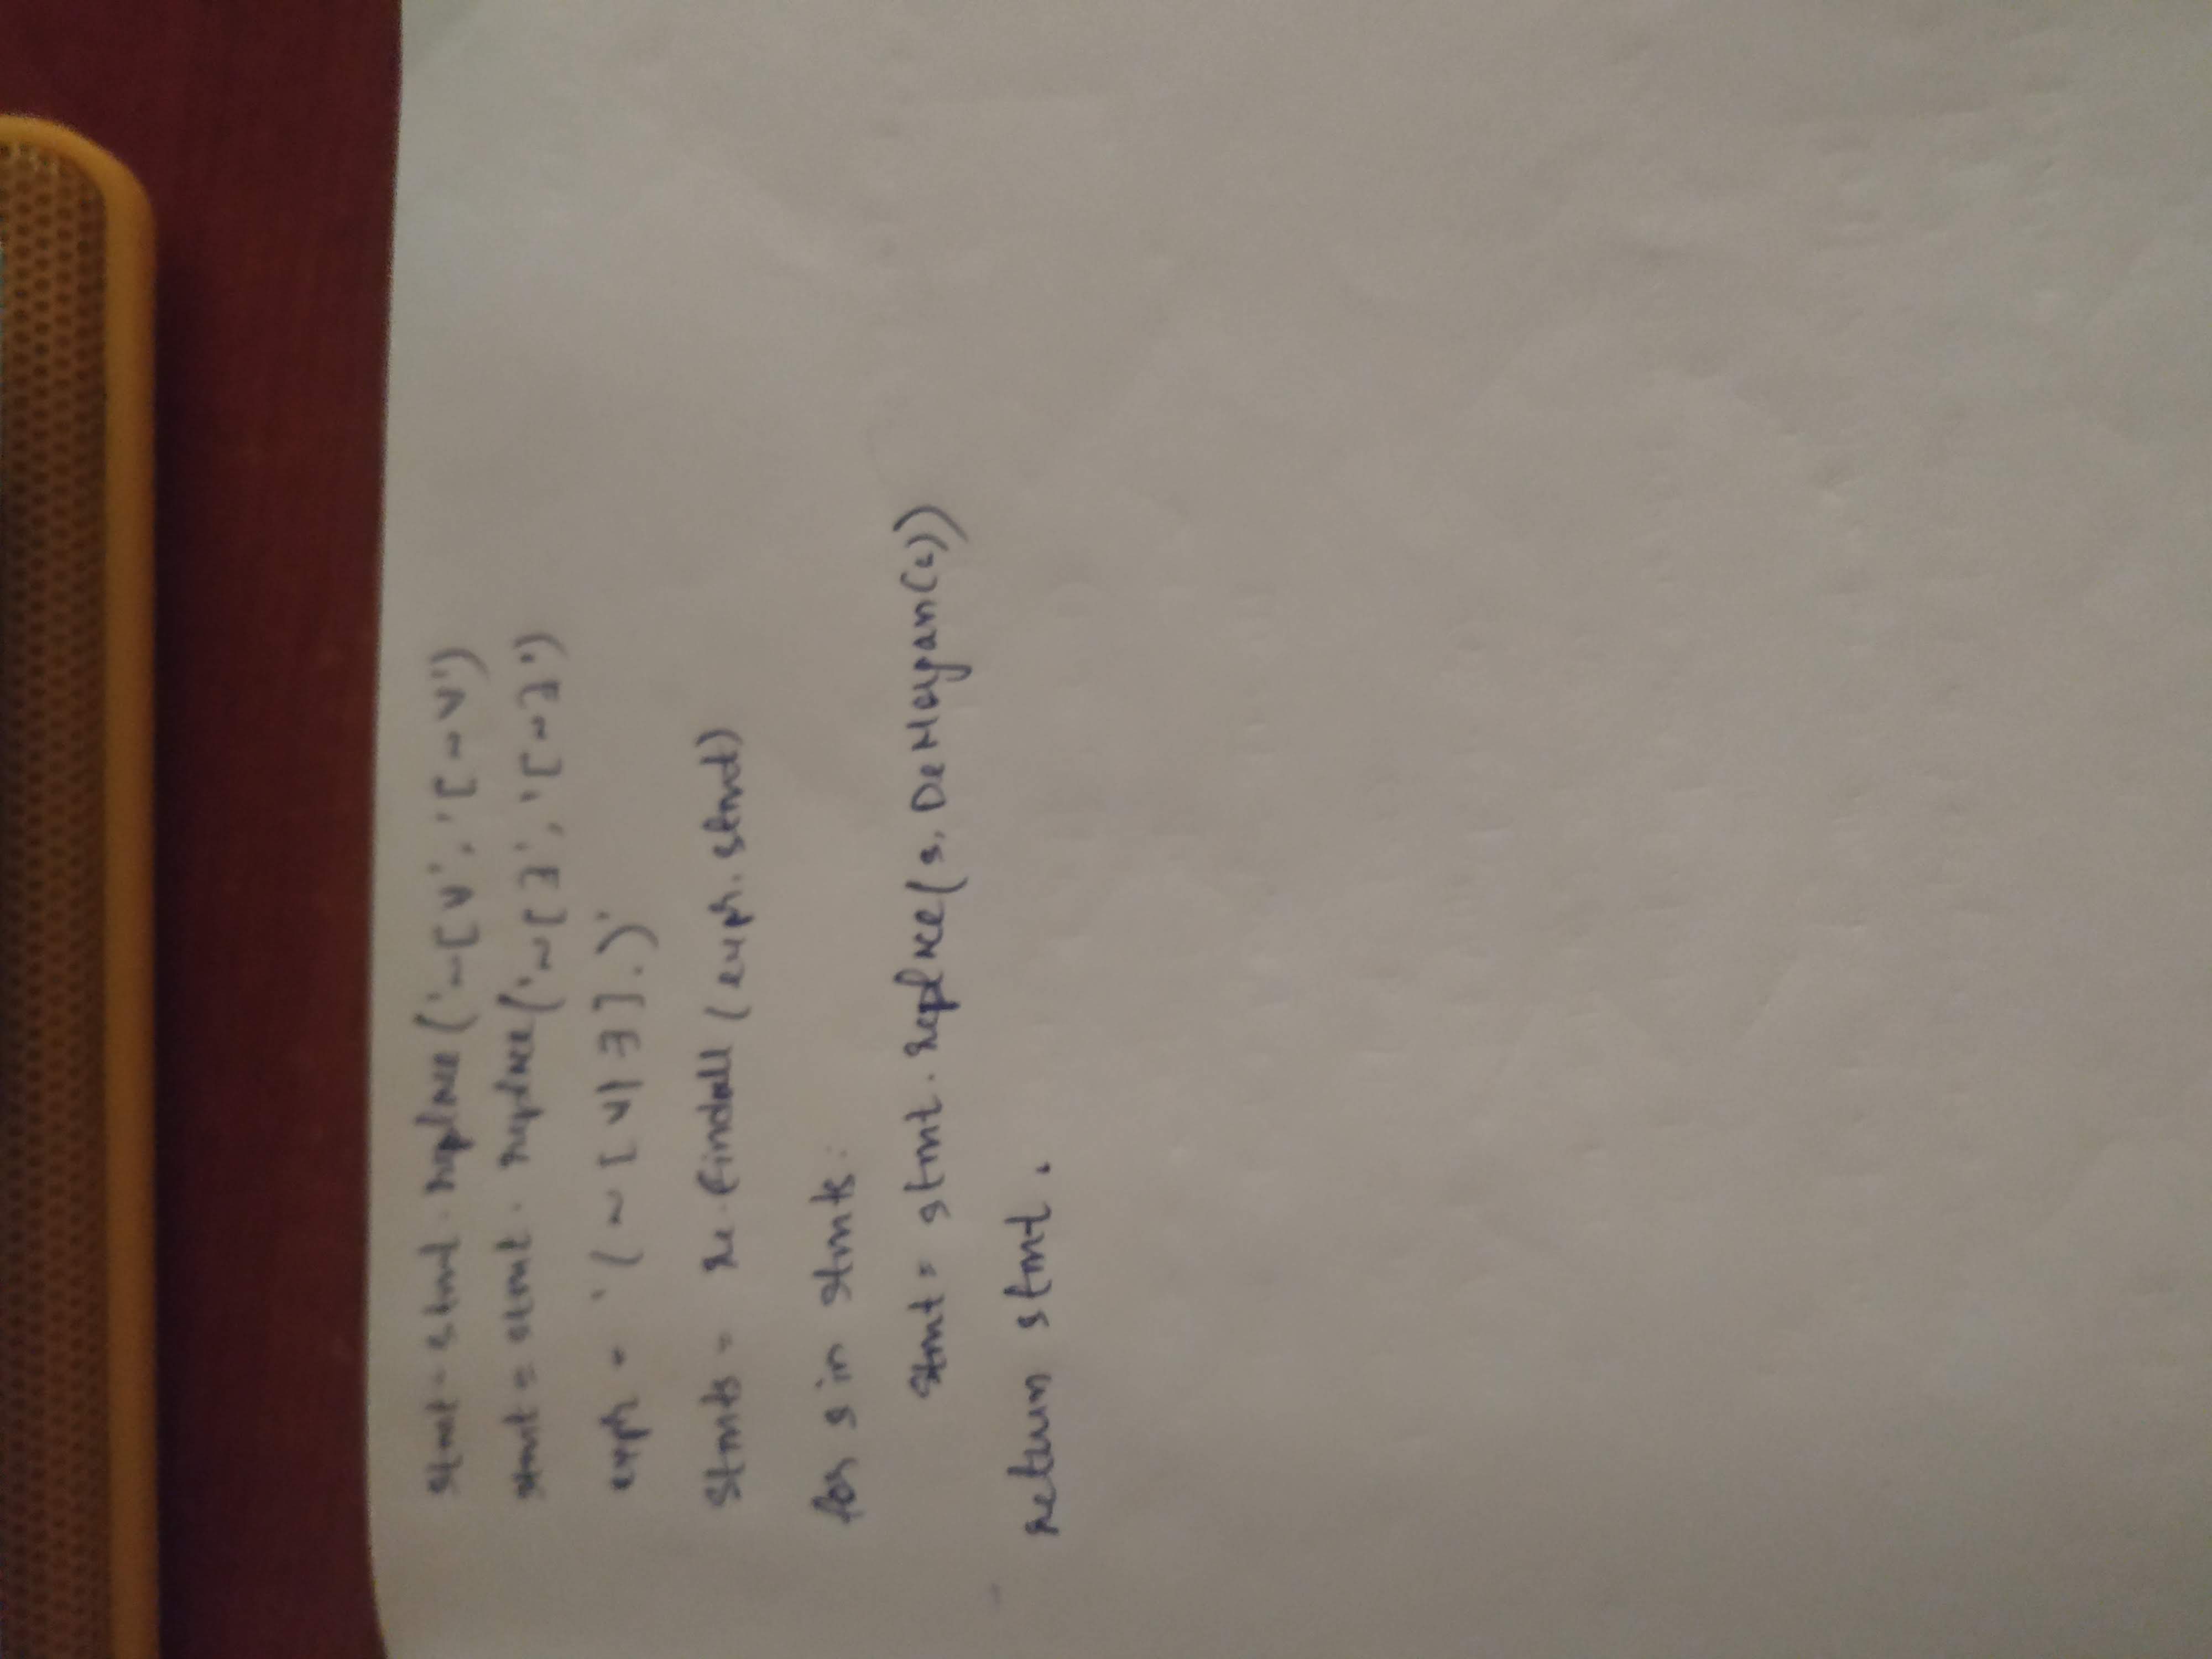 stmt = stmt . replace ('~[∀', '[~∀')
stmt = stmt . replace ('~[∃', '[~∃')
expr = '(~[∀|∃].)'
Stmts = re.findall (expr, stmt)
for s in stmts:
stmt = stmt . replace (s, DeMorgan(s))
return stmt .